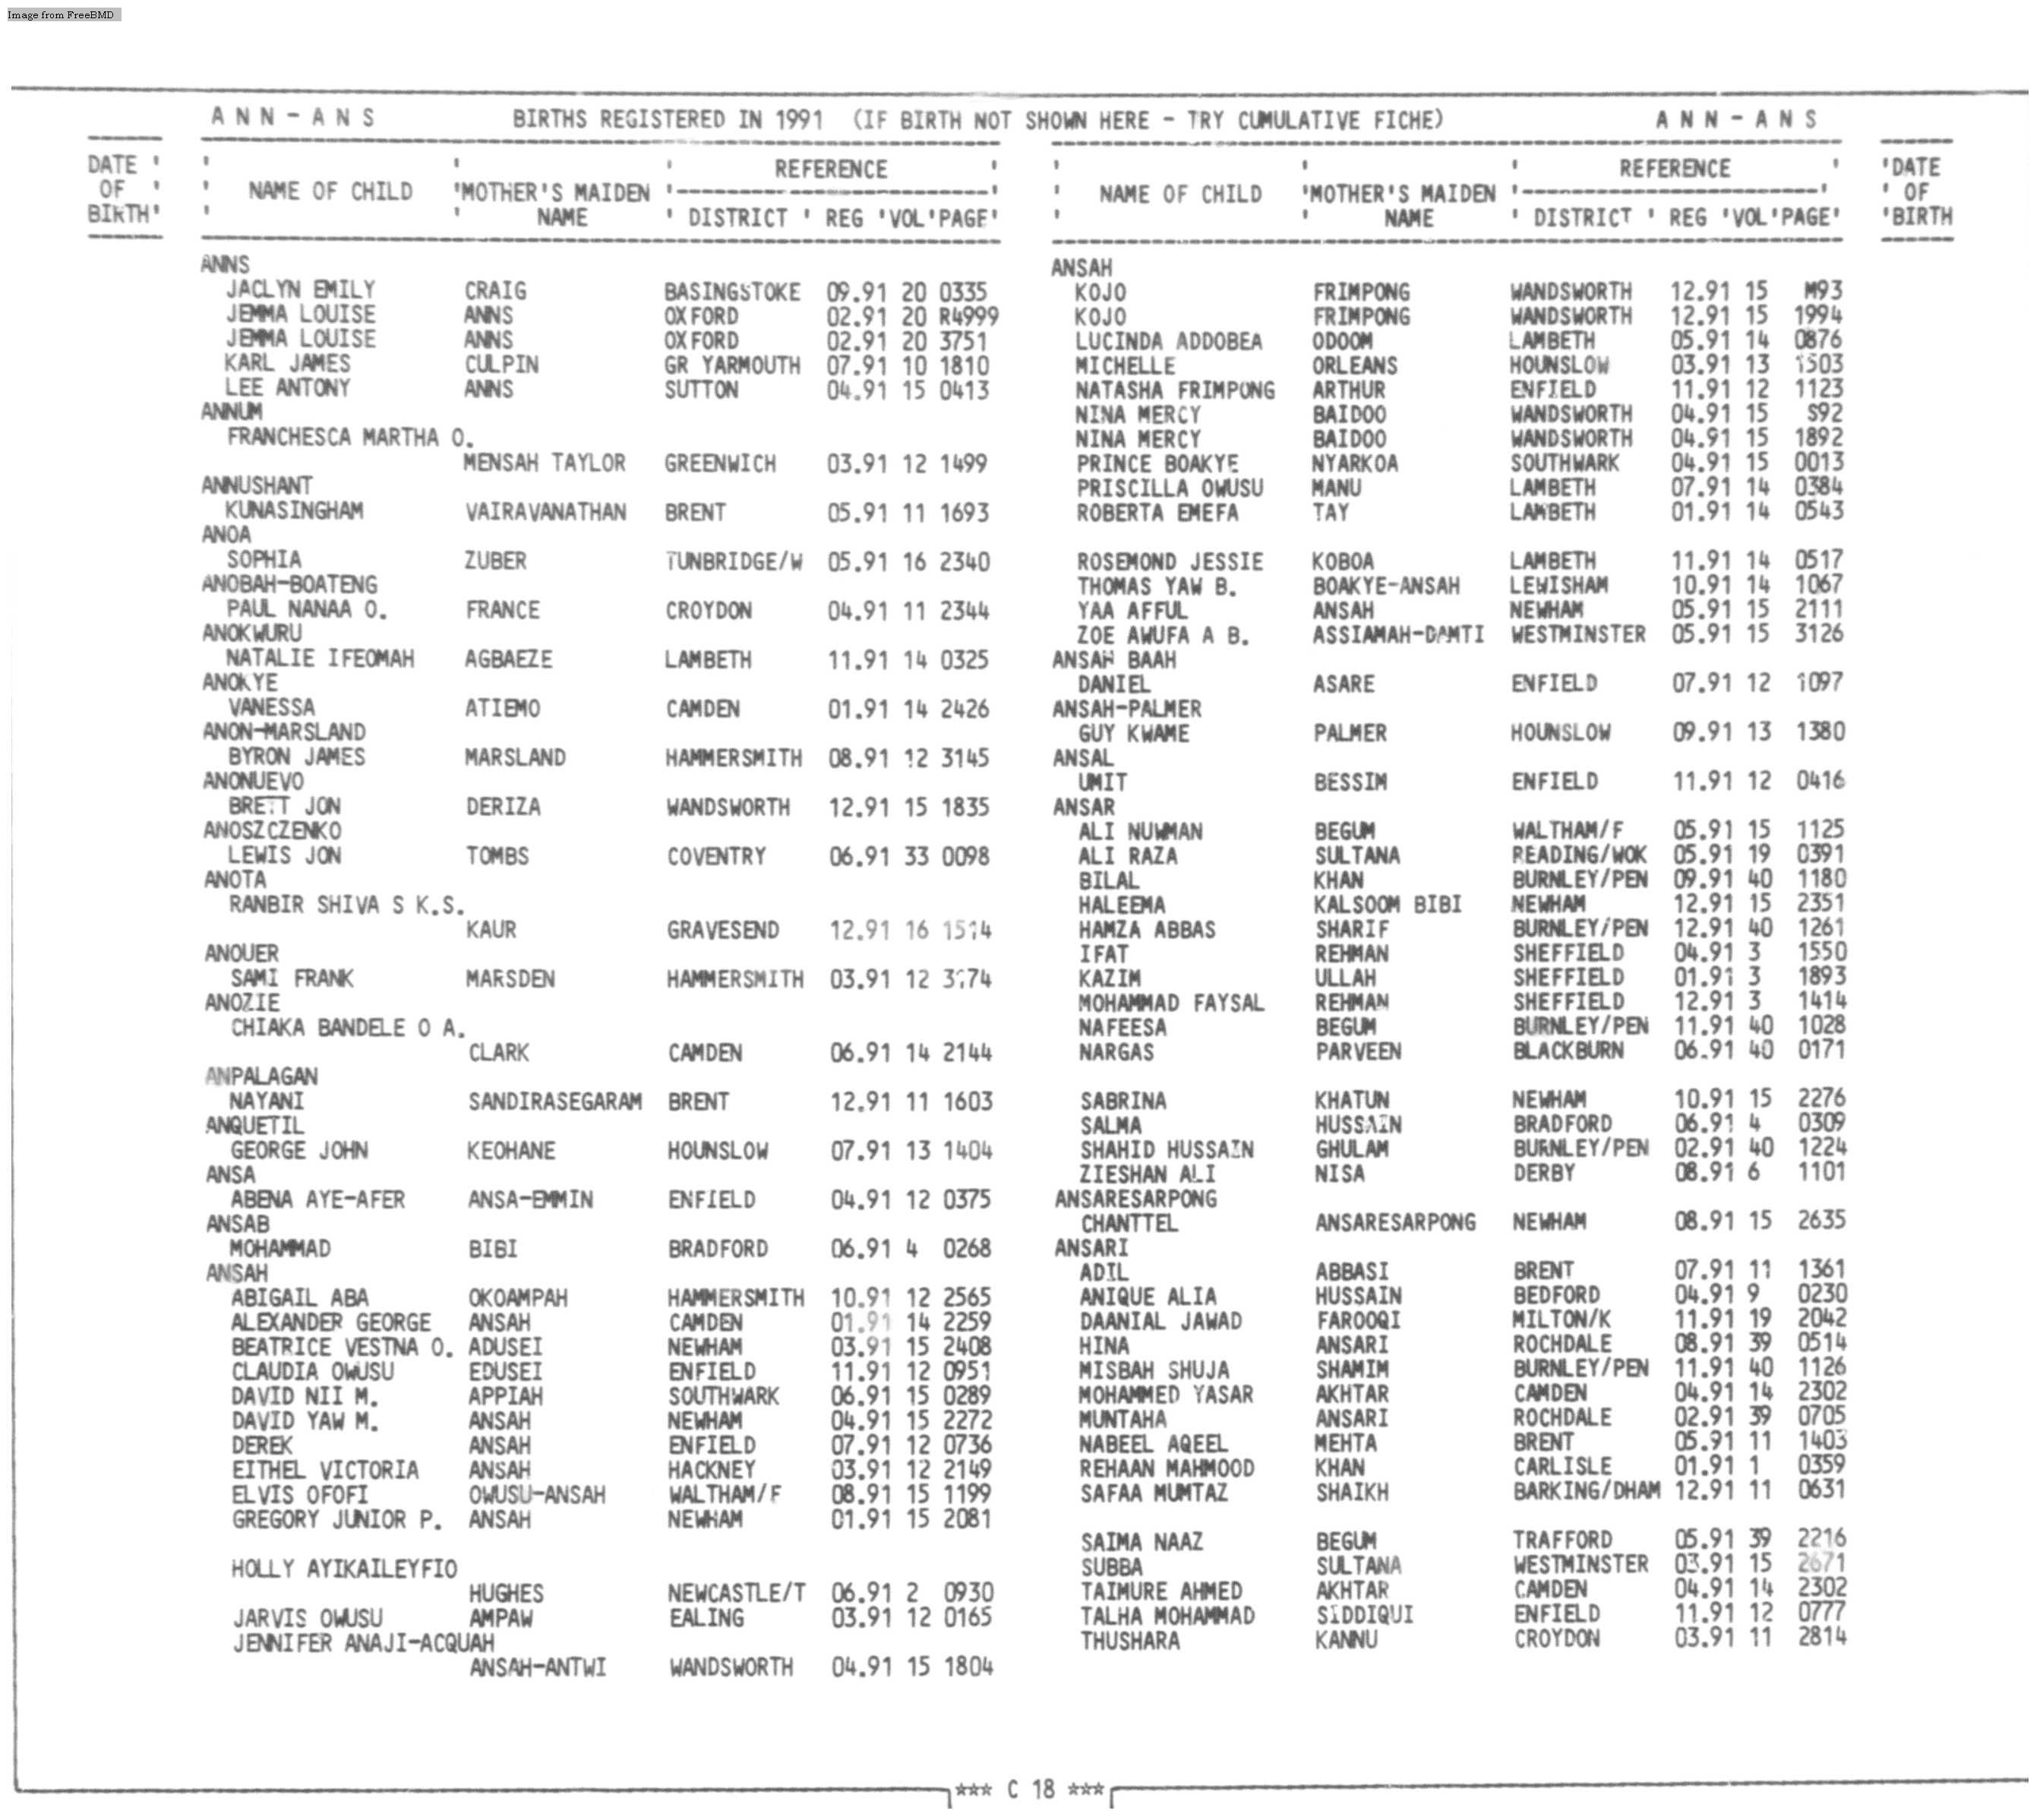 Image from FreeBMD
A N N - A N S BIRTHS REGISTERED IN 1991 (IF BIRTH NOT SHOWN HERE - TRY CUMULATIVE FICHE) A N N - A N S
DATE OF BIRTH
NAME OF CHILD 'MOTHER'S MAIDEN NAME ' REFERENCE
' DISTRICT ' REG 'VOL'PAGE'
NAME OF CHILD 'MOTHER'S MAIDEN NAME ' REFERENCE
' DISTRICT ' REG 'VOL'PAGE'
'DATE ' OF 'BIRTH
ANNS
JACLYN EMILY CRAIG BASINGSTOKE 09.91 20 0335
JEMMA LOUISE ANNS OXFORD 02.91 20 R4999
JEMMA LOUISE ANNS OXFORD 02.91 20 3751
KARL JAMES CULPIN GR YARMOUTH 07.91 10 1810
LEE ANTONY ANNS SUTTON 04.91 15 0413
ANNUM
FRANCHESCA MARTHA O.
MENSAH TAYLOR GREENWICH 03.91 12 1499
ANNUSHANT
KUNASINGHAM VAIRAVANATHAN BRENT 05.91 11 1693
ANOA
SOPHIA ZUBER TUNBRIDGE/W 05.91 16 2340
ANOBAH-BOATENG
PAUL NANAA O. FRANCE CROYDON 04.91 11 2344
ANOKWURU
NATALIE IFEOMAH AGBAEZE LAMBETH 11.91 14 0325
ANOKYE
VANESSA ATIEMO CAMDEN 01.91 14 2426
ANON-MARSLAND
BYRON JAMES MARSLAND HAMMERSMITH 08.91 12 3145
ANONUEVO
BRETT JON DERIZA WANDSWORTH 12.91 15 1835
ANOSZCZENKO
LEWIS JON TOMBS COVENTRY 06.91 33 0098
ANOTA
RANBIR SHIVA S K.S.
KAUR GRAVESEND 12.91 16 1514
ANOUER
SAMI FRANK MARSDEN HAMMERSMITH 03.91 12
ANOZIE
CHIAKA BANDELE O A.
CLARK CAMDEN 06.91 14 2144
ANPALAGAN
NAYANI SANDIRASEGARAM BRENT 12.91 11 1603
ANQUETIL
GEORGE JOHN KEOHANE HOUNSLOW 07.91 13 1404
ANSA
ABENA AYE-AFER ANSA-EMMIN ENFIELD 04.91 12 0375
ANSAB
MOHAMMAD BIBI BRADFORD 06.91 4 0268
ANSAH
ABIGAIL ABA OKOAMPAH HAMMERSMITH 10.91 12 2565
ALEXANDER GEORGE ANSAH CAMDEN 01.91 14 2259
BEATRICE VESTNA O. ADUSEI NEWHAM 03.91 15 2408
CLAUDIA OWUSU EDUSEI ENFIELD 11.91 12 0951
DAVID NII M. APPIAH SOUTHWARK 06.91 15 0289
DAVID YAW M. ANSAH NEWHAM 04.91 15 2272
DEREK ANSAH ENFIELD 07.91 12 0736
EITHEL VICTORIA ANSAH HACKNEY 03.91 12 2149
ELVIS OFOFI OWUSU-ANSAH WALTHAM/F 08.91 15 1199
GREGORY JUNIOR P. ANSAH NEWHAM 01.91 15 2081
HOLLY AYIKAILEYFIO
HUGHES NEWCASTLE/T 06.91 2 0930
JARVIS OWUSU AMPAW EALING 03.91 12 0165
JENNIFER ANAJI-ACQUAH
ANSAH-ANTWI WANDSWORTH 04.91 15 1804
ANSAH
KOJO FRIMPONG WANDSWORTH 12.91 15 M93
KOJO FRIMPONG WANDSWORTH 12.91 15 1994
LUCINDA ADDOBEA ODOOM LAMBETH 05.91 14 0876
MICHELLE ORLEANS HOUNSLOW 03.91 13 1503
NATASHA FRIMPONG ARTHUR ENFIELD 11.91 12 1123
NINA MERCY BAIDOO WANDSWORTH 04.91 15 S92
NINA MERCY BAIDOO WANDSWORTH 04.91 15 1892
PRINCE BOAKYE NYARKOA SOUTHWARK 04.91 15 0013
PRISCILLA OWUSU MANU LAMBETH 07.91 14 0384
ROBERTA EMEFA TAY LAMBETH 01.91 14 0543
ROSEMOND JESSIE KOBOA LAMBETH 11.91 14 0517
THOMAS YAW B. BOAKYE-ANSAH LEWISHAM 10.91 14 1067
YAA AFFUL ANSAH NEWHAM 05.91 15 2111
ZOE AWUFA A B. ASSIAMAH-DAMTI WESTMINSTER 05.91 15 3126
ANSAH BAAH
DANIEL ASARE ENFIELD 07.91 12 1097
ANSAH-PALMER
GUY KWAME PALMER HOUNSLOW 09.91 13 1380
ANSAL
UMIT BESSIM ENFIELD 11.91 12 0416
ANSAR
ALI NUWMAN BEGUM WALTHAM/F 05.91 15 1125
ALI RAZA SULTANA READING/WOK 05.91 19 0391
BILAL KHAN BURNLEY/PEN 09.91 40 1180
HALEEMA KALSOOM BIBI NEWHAM 12.91 15 2351
HAMZA ABBAS SHARIF BURNLEY/PEN 12.91 40 1261
IFAT REHMAN SHEFFIELD 04.91 3 1550
KAZIM ULLAH SHEFFIELD 01.91 3 1893
MOHAMMAD FAYSAL REHMAN SHEFFIELD 12.91 3 1414
NAFEESA BEGUM BURNLEY/PEN 11.91 40 1028
NARGAS PARVEEN BLACKBURN 06.91 40 0171
SABRINA KHATUN NEWHAM 10.91 15 2276
SALMA HUSSAIN BRADFORD 06.91 4 0309
SHAHID HUSSAIN GHULAM BURNLEY/PEN 02.91 40 1224
ZIESHAN ALI NISA DERBY 08.91 6 1101
ANSARESARPONG
CHANTTEL ANSARESARPONG NEWHAM 08.91 15 2635
ANSARI
ADIL ABBASI BRENT 07.91 11 1361
ANIQUE ALIA HUSSAIN BEDFORD 04.91 9 0230
DAANIAL JAWAD FAROOQI MILTON/K 11.91 19 2042
HINA ANSARI ROCHDALE 08.91 39 0514
MISBAH SHUJA SHAMIM BURNLEY/PEN 11.91 40 1126
MOHAMMED YASAR AKHTAR CAMDEN 04.91 14 2302
MUNTAHA ANSARI ROCHDALE 02.91 39 0705
NABEEL AQEEL MEHTA BRENT 05.91 11 1403
REHAAN MAHMOOD KHAN CARLISLE 01.91 1 0359
SAFAA MUMTAZ SHAIKH BARKING/DHAM 12.91 11 0631
SAIMA NAAZ BEGUM TRAFFORD 05.91 39 2216
SUBBA SULTANA WESTMINSTER 03.91 15 2671
TAIMURE AHMED AKHTAR CAMDEN 04.91 14 2302
TALHA MOHAMMAD SIDDIQUI ENFIELD 11.91 12 0777
THUSHARA KANNU CROYDON 03.91 11 2814
*** C 18 ***